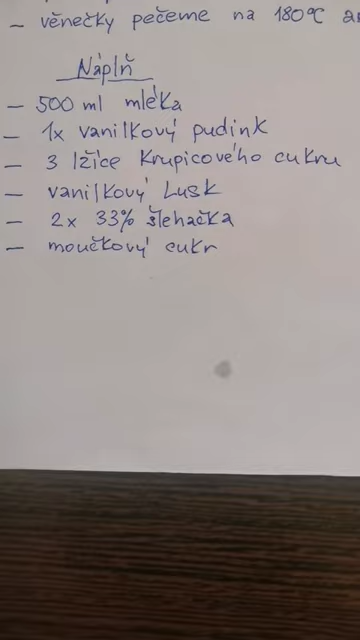 – věnečky pečeme na 180°C
Náplň
– 500 ml mléka
– 1x vanilkový pudink
– 3 lžíce Krupicového cukru
– vanilkový Lusk
– 2x 33% šlehačka
– moučkový cukr